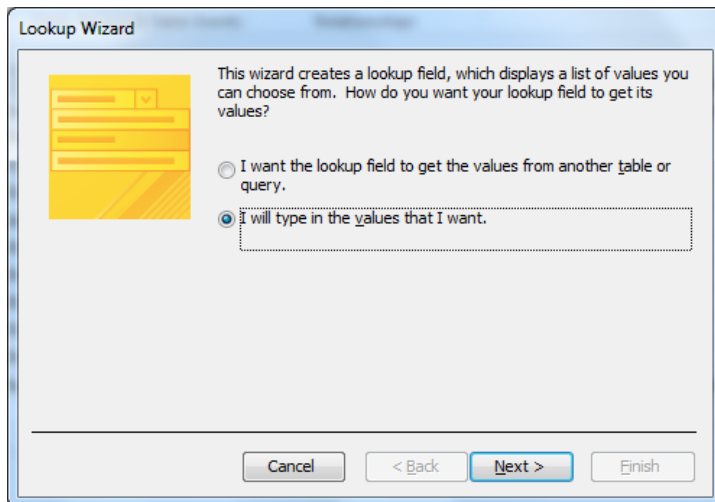 Lookup Wizard
This wizard creates a lookup field, which displays a list of values you
can choose from.  How do you want your lookup field to get its
values?
I want the lookup field to get the values from another table or
query.
I will type in the values that I want.
Cancel
< Back
Next >
Finish